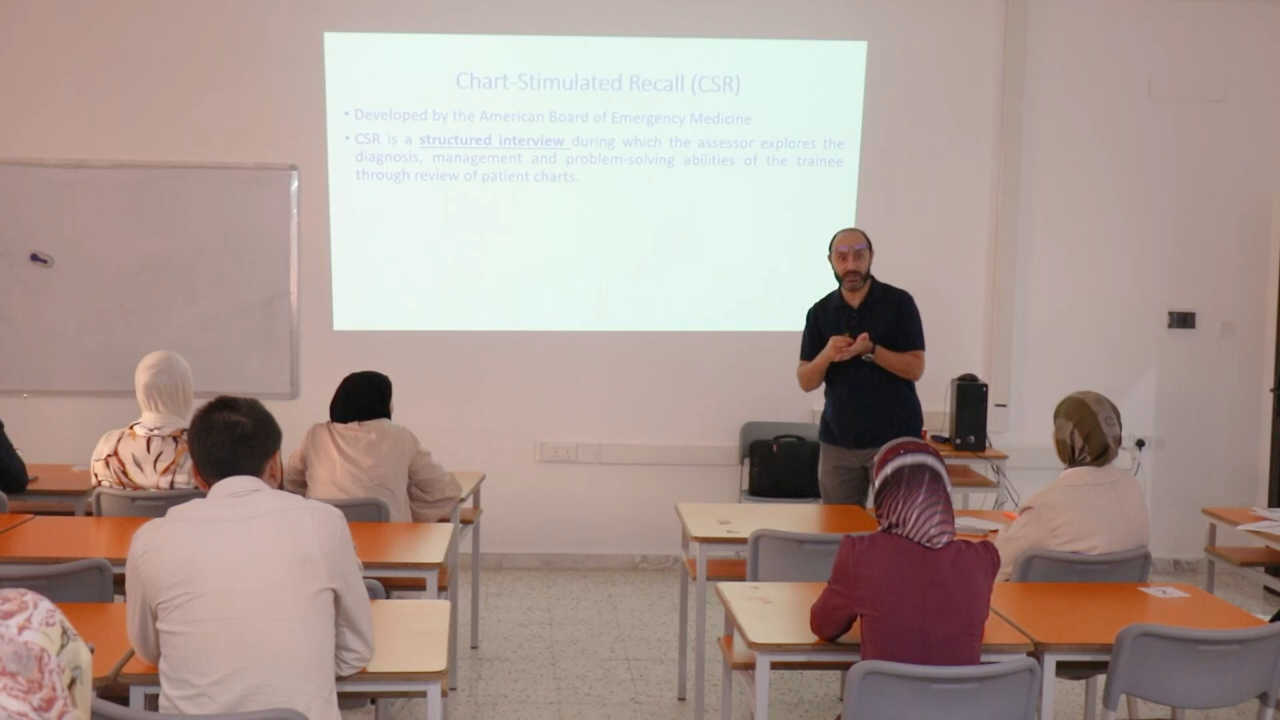 Chart-Stimulated Recall (CSR)
• Developed by the American Board of Emergency Medicine
• CSR is a structured interview during which the assessor explores the
diagnosis, management and problem-solving abilities of the trainee
through review of patient charts.